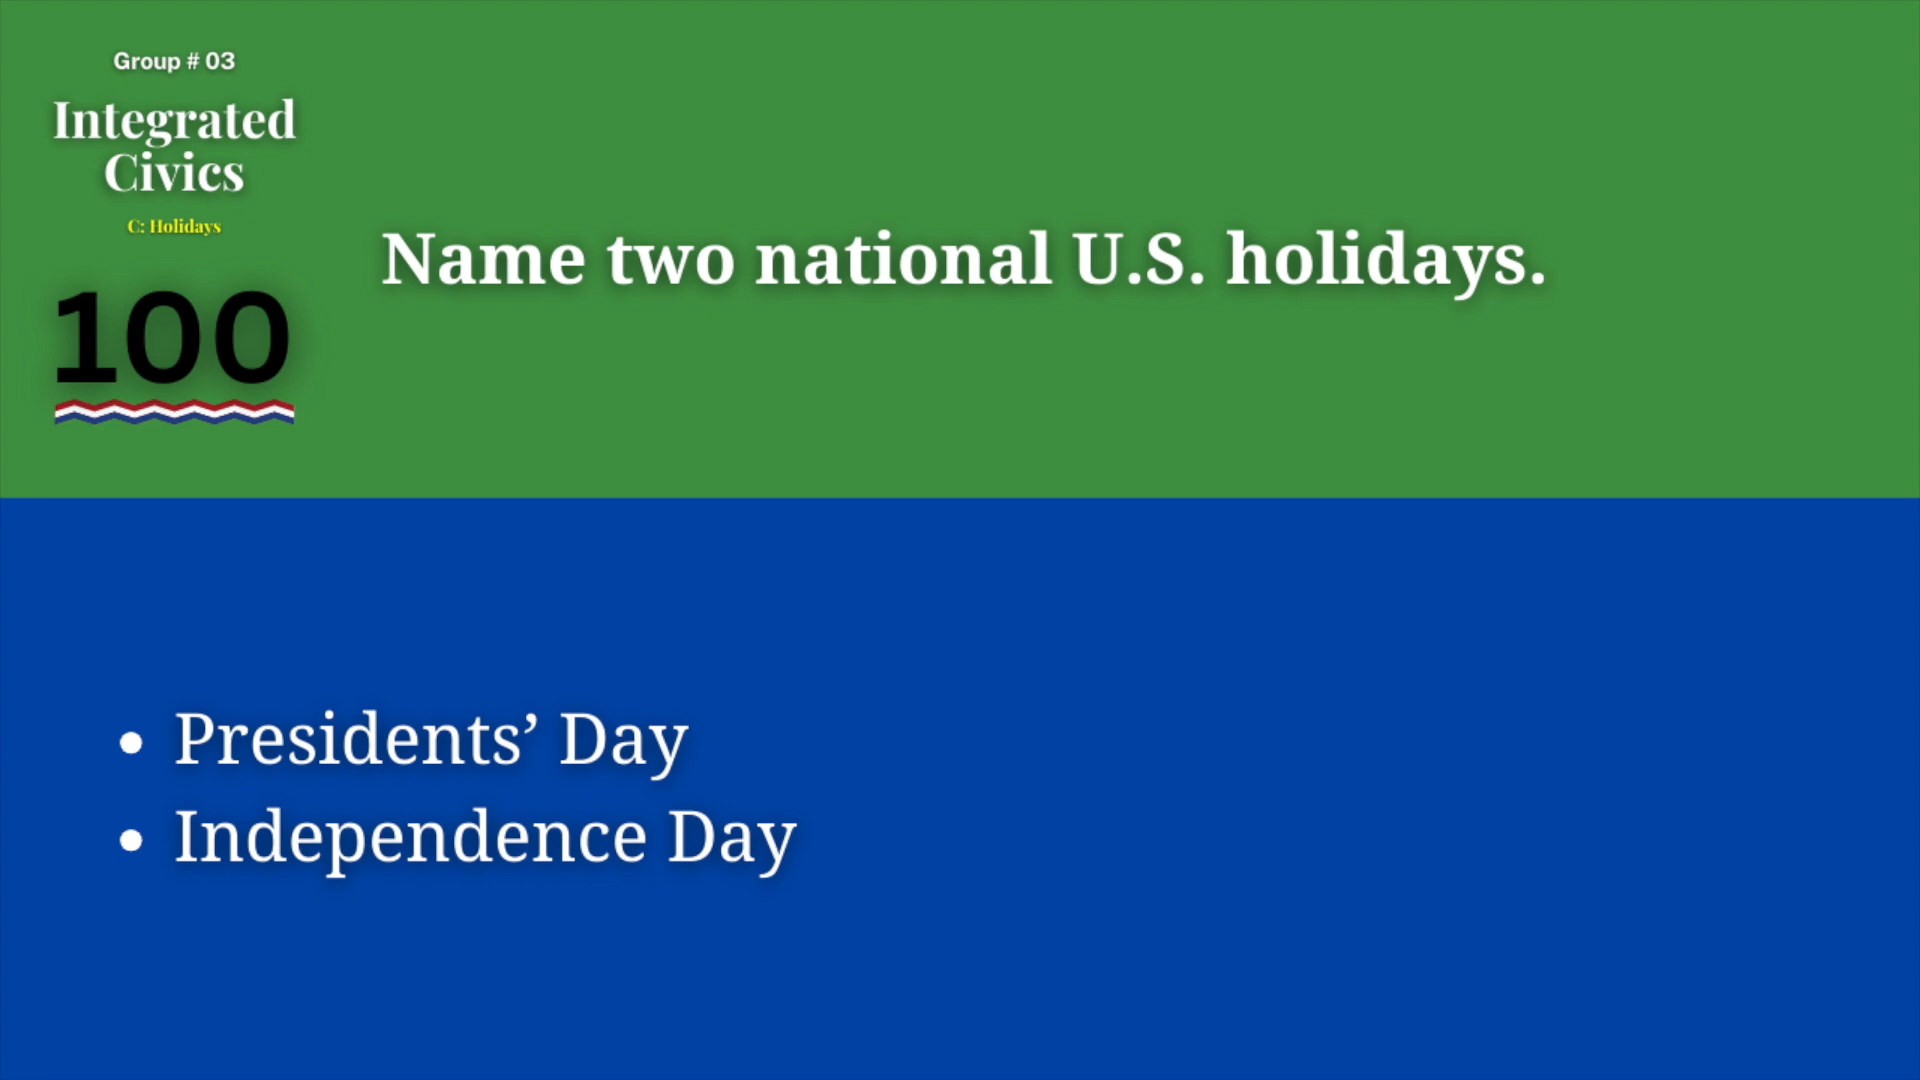 Group # 03
Integrated
Civics
C: Holidays
100
Name two national U.S. holidays.
• Presidents’ Day
• Independence Day